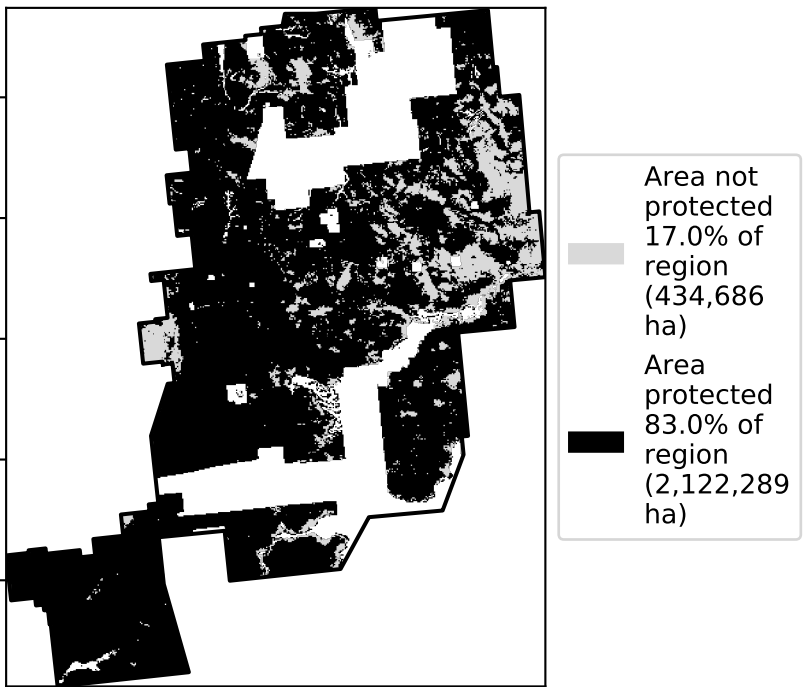 Area not
protected
17.0% of
region
(434,686
ha)
Area
protected
83.0% of
region
(2,122,289
ha)